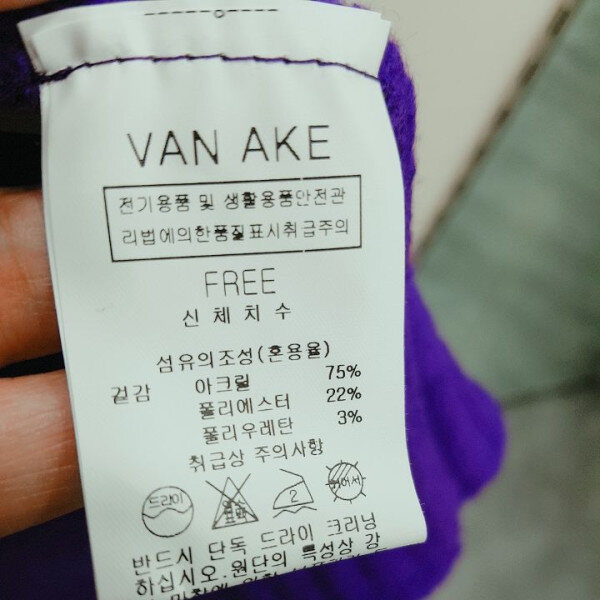 VAN AKE
전기용품 및 생활용품안전관
리법에의한품질표시취급주의
FREE
신체치수
섬유의조성(혼용율)
겉감 아크릴 75%
폴리에스터 22%
폴리우레탄 3%
취급상 주의사항
드라이 염소표백 2
반드시 단독 드라이 크리닝
하십시오.원단의 특성상 강